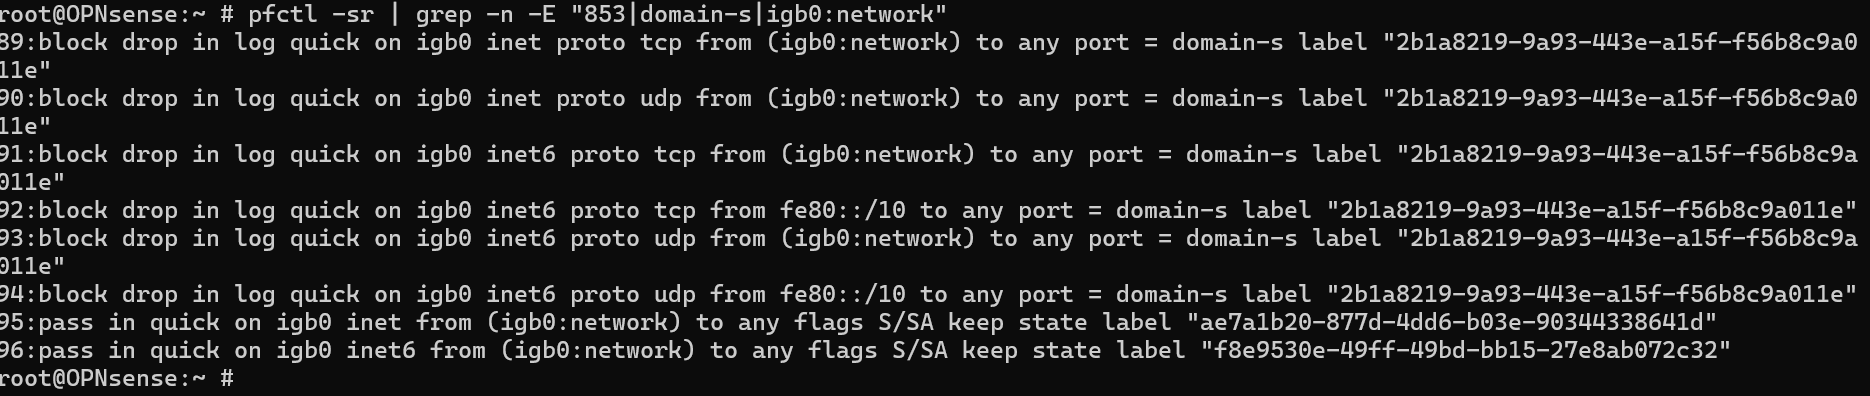 root@OPNsense:~ # pfctl -sr | grep -n -E "853|domain-s|igb0:network"
89:block drop in log quick on igb0 inet proto tcp from (igb0:network) to any port = domain-s label "2b1a8219-9a93-443e-a15f-f56b8c9a0
11e"
90:block drop in log quick on igb0 inet proto udp from (igb0:network) to any port = domain-s label "2b1a8219-9a93-443e-a15f-f56b8c9a0
11e"
91:block drop in log quick on igb0 inet6 proto tcp from (igb0:network) to any port = domain-s label "2b1a8219-9a93-443e-a15f-f56b8c9a
011e"
92:block drop in log quick on igb0 inet6 proto tcp from fe80::/10 to any port = domain-s label "2b1a8219-9a93-443e-a15f-f56b8c9a011e"
93:block drop in log quick on igb0 inet6 proto udp from (igb0:network) to any port = domain-s label "2b1a8219-9a93-443e-a15f-f56b8c9a
011e"
94:block drop in log quick on igb0 inet6 proto udp from fe80::/10 to any port = domain-s label "2b1a8219-9a93-443e-a15f-f56b8c9a011e"
95:pass in quick on igb0 inet from (igb0:network) to any flags S/SA keep state label "ae7a1b20-877d-4dd6-b03e-90344338641d"
96:pass in quick on igb0 inet6 from (igb0:network) to any flags S/SA keep state label "f8e9530e-49ff-49bd-bb15-27e8ab072c32"
root@OPNsense:~ #